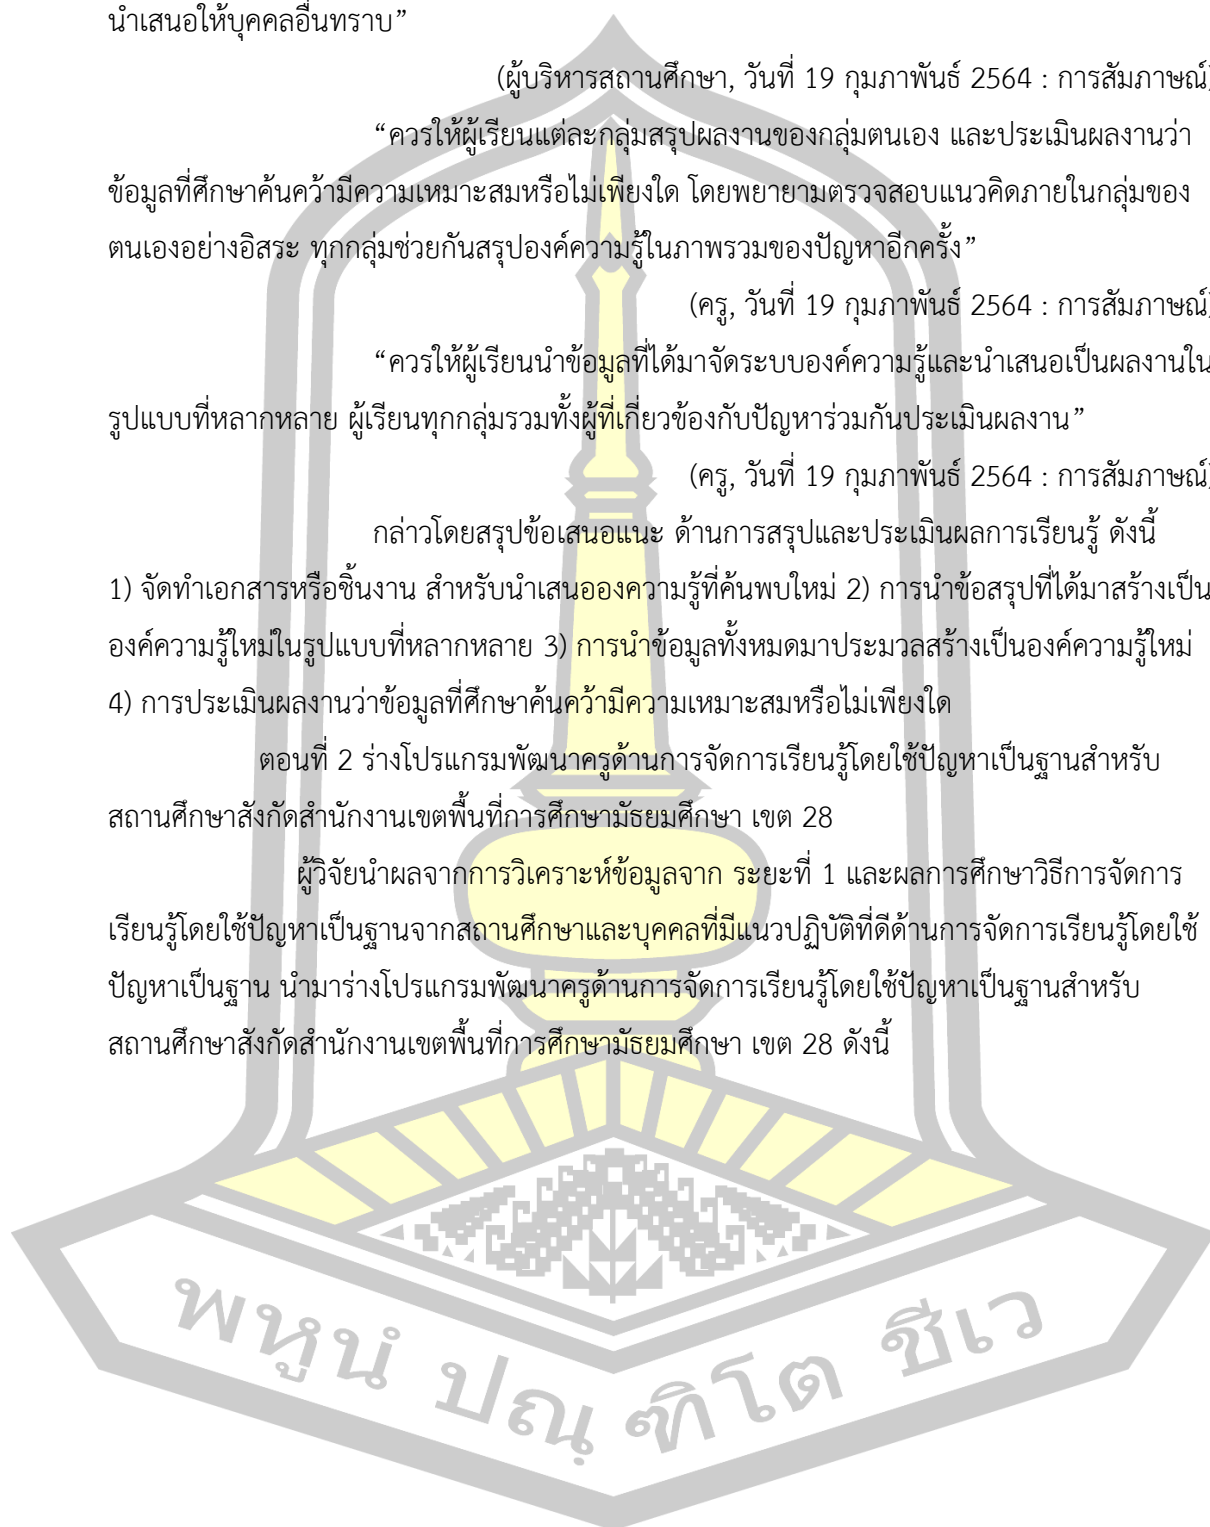 นำเสนอให้บุคคลอื่นทราบ”
(ผู้บริหารสถานศึกษา, วันที่ 19 กุมภาพันธ์ 2564 : การสัมภาษณ์)
“ควรให้ผู้เรียนแต่ละกลุ่มสรุปผลงานของกลุ่มตนเอง และประเมินผลงานว่า
ข้อมูลที่ศึกษาค้นคว้ามีความเหมาะสมหรือไม่เพียงใด โดยพยายามตรวจสอบแนวคิดภายในกลุ่มของ
ตนเองอย่างอิสระ ทุกกลุ่มช่วยกันสรุปองค์ความรู้ในภาพรวมของปัญหาอีกครั้ง”
(ครู, วันที่ 19 กุมภาพันธ์ 2564 : การสัมภาษณ์)
“ควรให้ผู้เรียนนำข้อมูลที่ได้มาจัดระบบองค์ความรู้และนำเสนอเป็นผลงานใน
รูปแบบที่หลากหลาย ผู้เรียนทุกกลุ่มรวมทั้งผู้ที่เกี่ยวข้องกับปัญหาร่วมกันประเมินผลงาน”
(ครู, วันที่ 19 กุมภาพันธ์ 2564 : การสัมภาษณ์)
กล่าวโดยสรุปข้อเสนอแนะ ด้านการสรุปและประเมินผลการเรียนรู้ ดังนี้
1) จัดทำเอกสารหรือชิ้นงาน สำหรับนำเสนอองความรู้ที่ค้นพบใหม่ 2) การนำข้อสรุปที่ได้มาสร้างเป็น
องค์ความรู้ใหม่ในรูปแบบที่หลากหลาย 3) การนำข้อมูลทั้งหมดมาประมวลสร้างเป็นองค์ความรู้ใหม่
4) การประเมินผลงานว่าข้อมูลที่ศึกษาค้นคว้ามีความเหมาะสมหรือไม่เพียงใด
ตอนที่ 2 ร่างโปรแกรมพัฒนาครูด้านการจัดการเรียนรู้โดยใช้ปัญหาเป็นฐานสำหรับ
สถานศึกษาสังกัดสำนักงานเขตพื้นที่การศึกษามัธยมศึกษา เขต 28
ผู้วิจัยนำผลจากการวิเคราะห์ข้อมูลจาก ระยะที่ 1 และผลการศึกษาวิธีการจัดการ
เรียนรู้โดยใช้ปัญหาเป็นฐานจากสถานศึกษาและบุคคลที่มีแนวปฏิบัติที่ดีด้านการจัดการเรียนรู้โดยใช้
ปัญหาเป็นฐาน นำมาร่างโปรแกรมพัฒนาครูด้านการจัดการเรียนรู้โดยใช้ปัญหาเป็นฐานสำหรับ
สถานศึกษาสังกัดสำนักงานเขตพื้นที่การศึกษามัธยมศึกษา เขต 28 ดังนี้
พหูนํ ปณฺฑิโต ชีเว